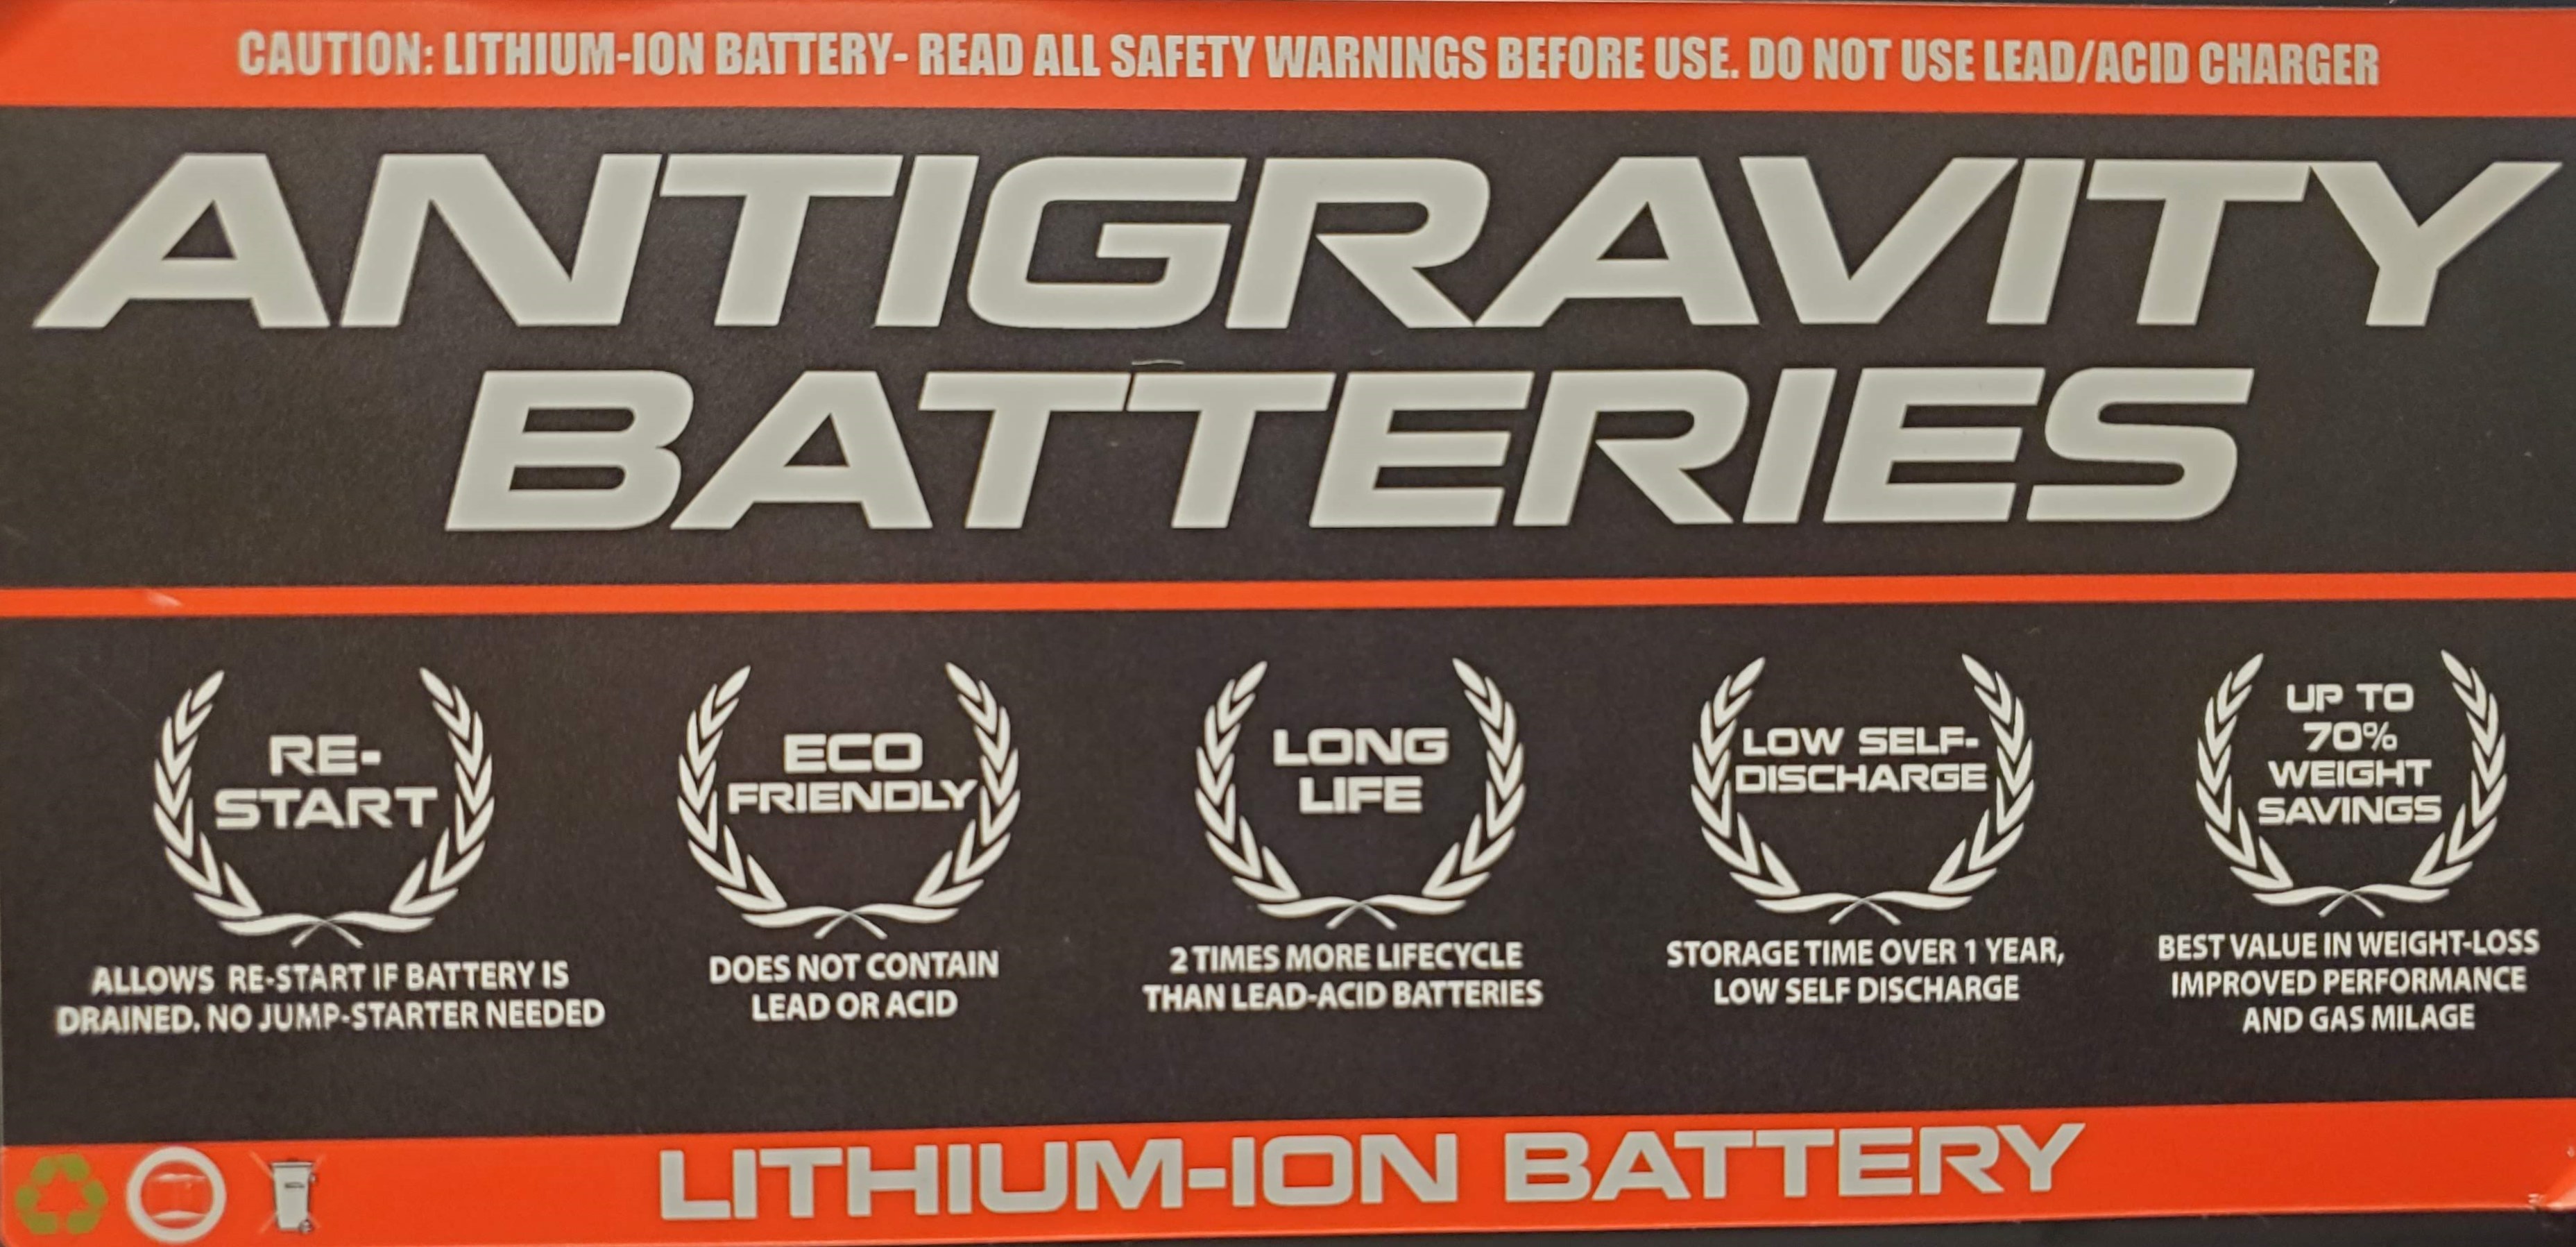 CAUTION: LITHIUM-ION BATTERY- READ ALL SAFETY WARNINGS BEFORE USE. DO NOT USE LEAD/ACID CHARGER
ANTIGRAVITY
BATTERIES
RE-
START
ALLOWS RE-START IF BATTERY IS
DRAINED. NO JUMP-STARTER NEEDED
ECO
FRIENDLY
DOES NOT CONTAIN
LEAD OR ACID
LONG
LIFE
2 TIMES MORE LIFECYCLE
THAN LEAD-ACID BATTERIES
LOW SELF-
DISCHARGE
STORAGE TIME OVER 1 YEAR,
LOW SELF DISCHARGE
UP TO
70%
WEIGHT
SAVINGS
BEST VALUE IN WEIGHT-LOSS
IMPROVED PERFORMANCE
AND GAS MILAGE
LITHIUM-ION BATTERY